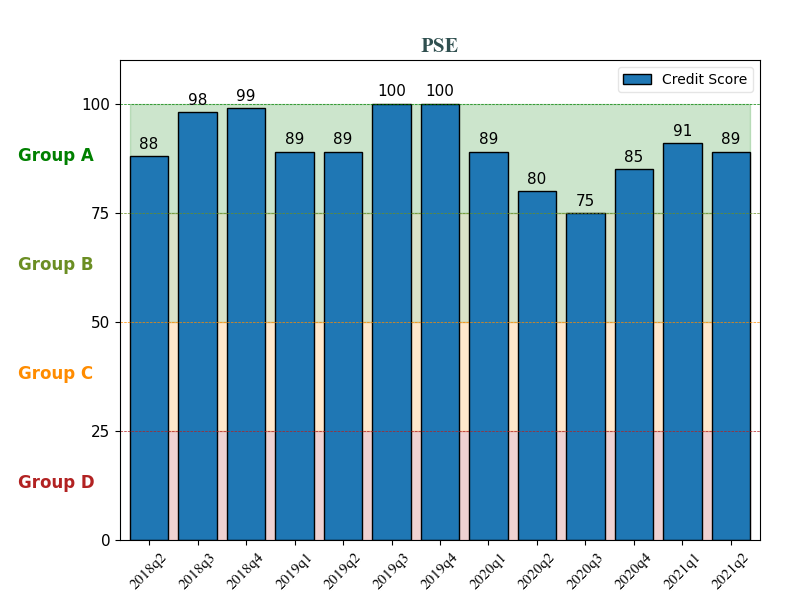 PSE
Credit Score
100
75
50
25
0
Group A
Group B
Group C
Group D
88
98
99
89
89
100
100
89
80
75
85
91
89
2018q2
2018q3
2018q4
2019q1
2019q2
2019q3
2019q4
2020q1
2020q2
2020q3
2020q4
2021q1
2021q2